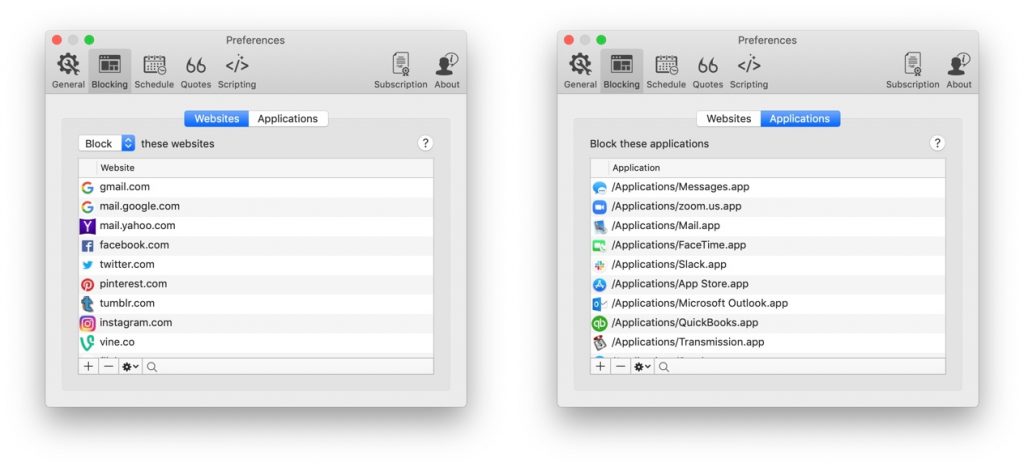 Preferences
General Blocking Schedule Quotes Scripting Subscription About
Websites Applications
Block these websites ?
Website
gmail.com
mail.google.com
mail.yahoo.com
facebook.com
twitter.com
pinterest.com
tumblr.com
instagram.com
vine.co
Preferences
General Blocking Schedule Quotes Scripting Subscription About
Websites Applications
Block these applications ?
Application
/Applications/Messages.app
/Applications/zoom.us.app
/Applications/Mail.app
/Applications/FaceTime.app
/Applications/Slack.app
/Applications/App Store.app
/Applications/Microsoft Outlook.app
/Applications/QuickBooks.app
/Applications/Transmission.app